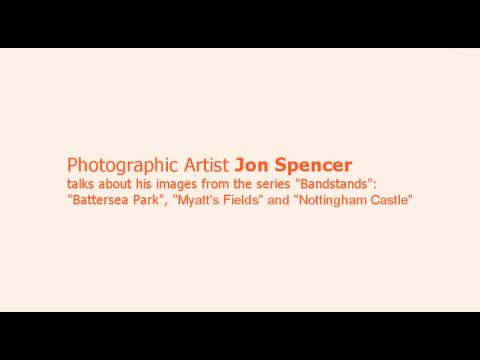 Photographic Artist Jon Spencer
talks about his images from the series "Bandstands":
"Battersea Park", "Myatt's Fields" and "Nottingham Castle"